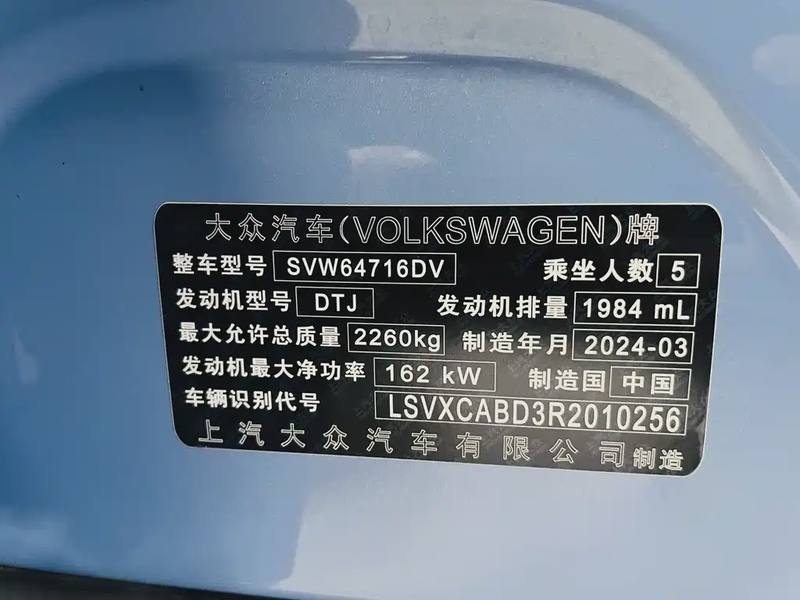 大众汽车(VOLKSWAGEN)牌
整车型号 SVW64716DV 乘坐人数 5
发动机型号 DTJ 发动机排量 1984 mL
最大允许总质量 2260kg 制造年月 2024-03
发动机最大净功率 162 kW 制造国 中国
车辆识别代号 LSVXCABD3R2010256
上汽大众汽车有限公司制造